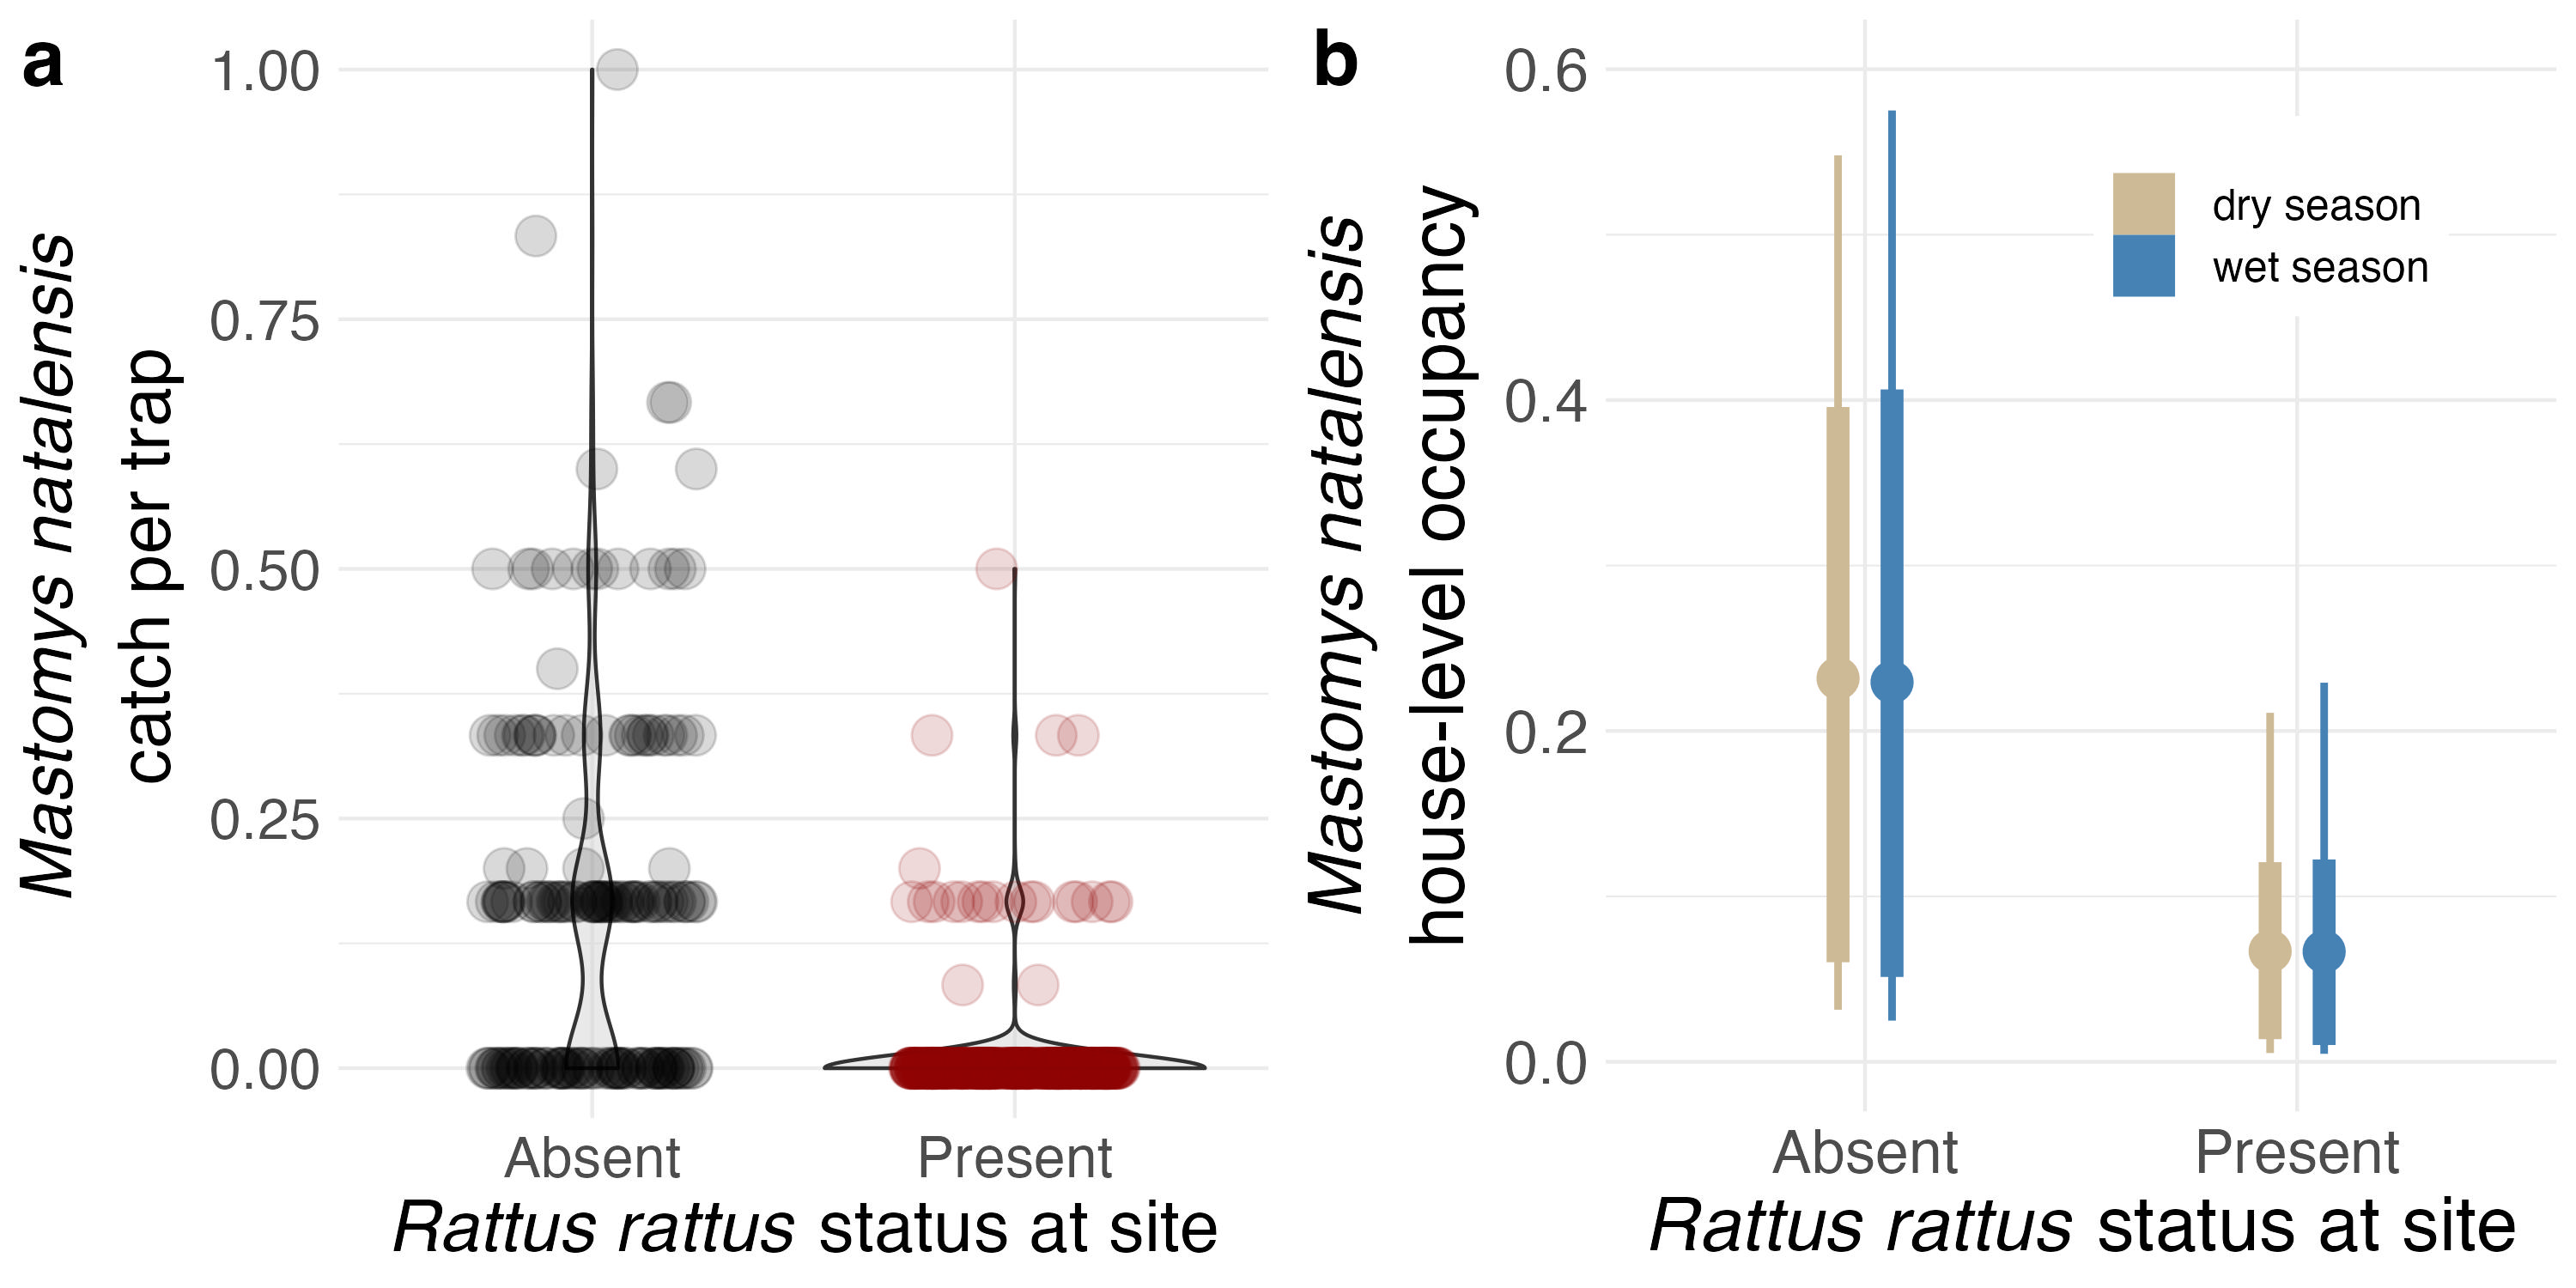 a
Mastomys natalensis
catch per trap
1.00
0.75
0.50
0.25
0.00
Absent
Present
Rattus rattus status at site
b
Mastomys natalensis
house-level occupancy
0.6
0.4
0.2
0.0
dry season
wet season
Absent
Present
Rattus rattus status at site